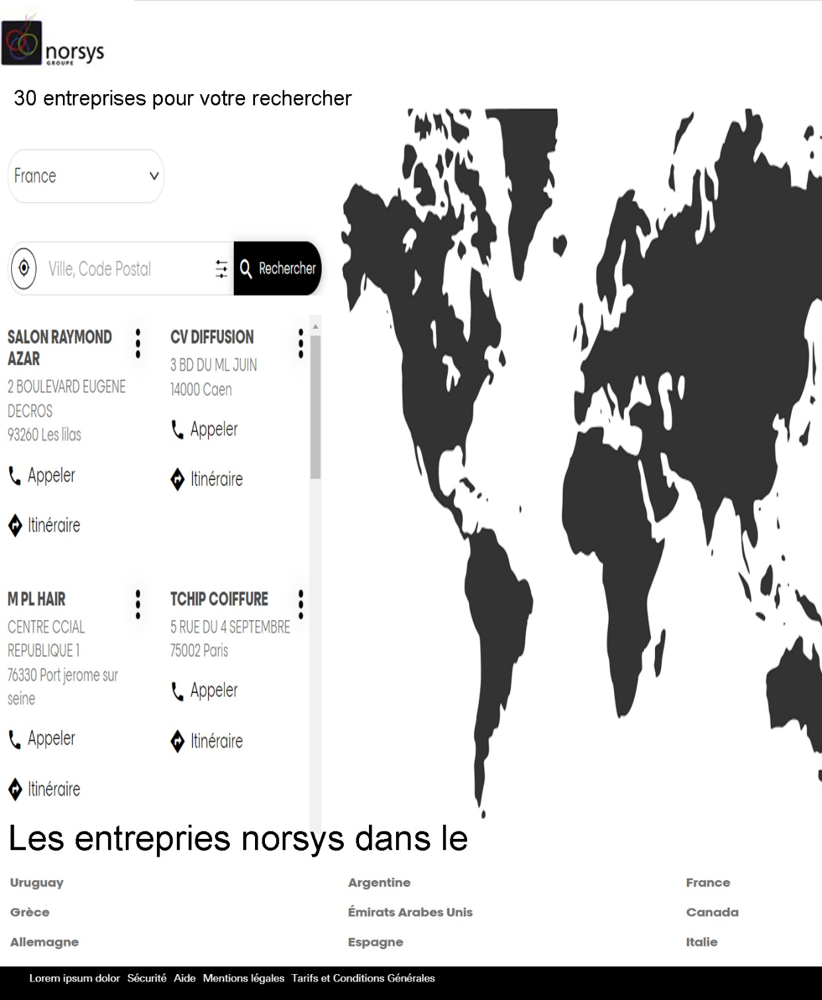 norsys
GROUPE
30 entreprises pour votre rechercher
France
Ville, Code Postal
Rechercher
SALON RAYMOND
AZAR
2 BOULEVARD EUGENE
DECROS
93260 Les lilas
Appeler
Itinéraire
CV DIFFUSION
3 BD DU ML JUIN
14000 Caen
Appeler
Itinéraire
M PL HAIR
CENTRE CCIAL
REPUBLIQUE 1
76330 Port jerome sur
seine
Appeler
Itinéraire
TCHIP COIFFURE
5 RUE DU 4 SEPTEMBRE
75002 Paris
Appeler
Itinéraire
Les entrepries norsys dans le
Uruguay Argentine France
Grèce Émirats Arabes Unis Canada
Allemagne Espagne Italie
Lorem ipsum dolor Sécurité Aide Mentions légales Tarifs et Conditions Générales